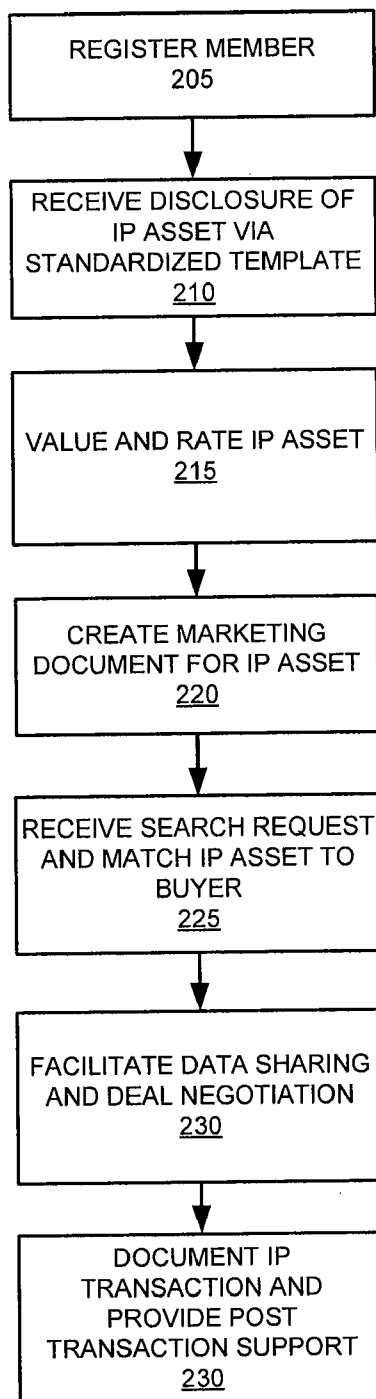 REGISTER MEMBER
205
RECEIVE DISCLOSURE OF
IP ASSET VIA
STANDARDIZED TEMPLATE
210
VALUE AND RATE IP ASSET
215
CREATE MARKETING
DOCUMENT FOR IP ASSET
220
RECEIVE SEARCH REQUEST
AND MATCH IP ASSET TO
BUYER
225
FACILITATE DATA SHARING
AND DEAL NEGOTIATION
230
DOCUMENT IP
TRANSACTION AND
PROVIDE POST
TRANSACTION SUPPORT
230